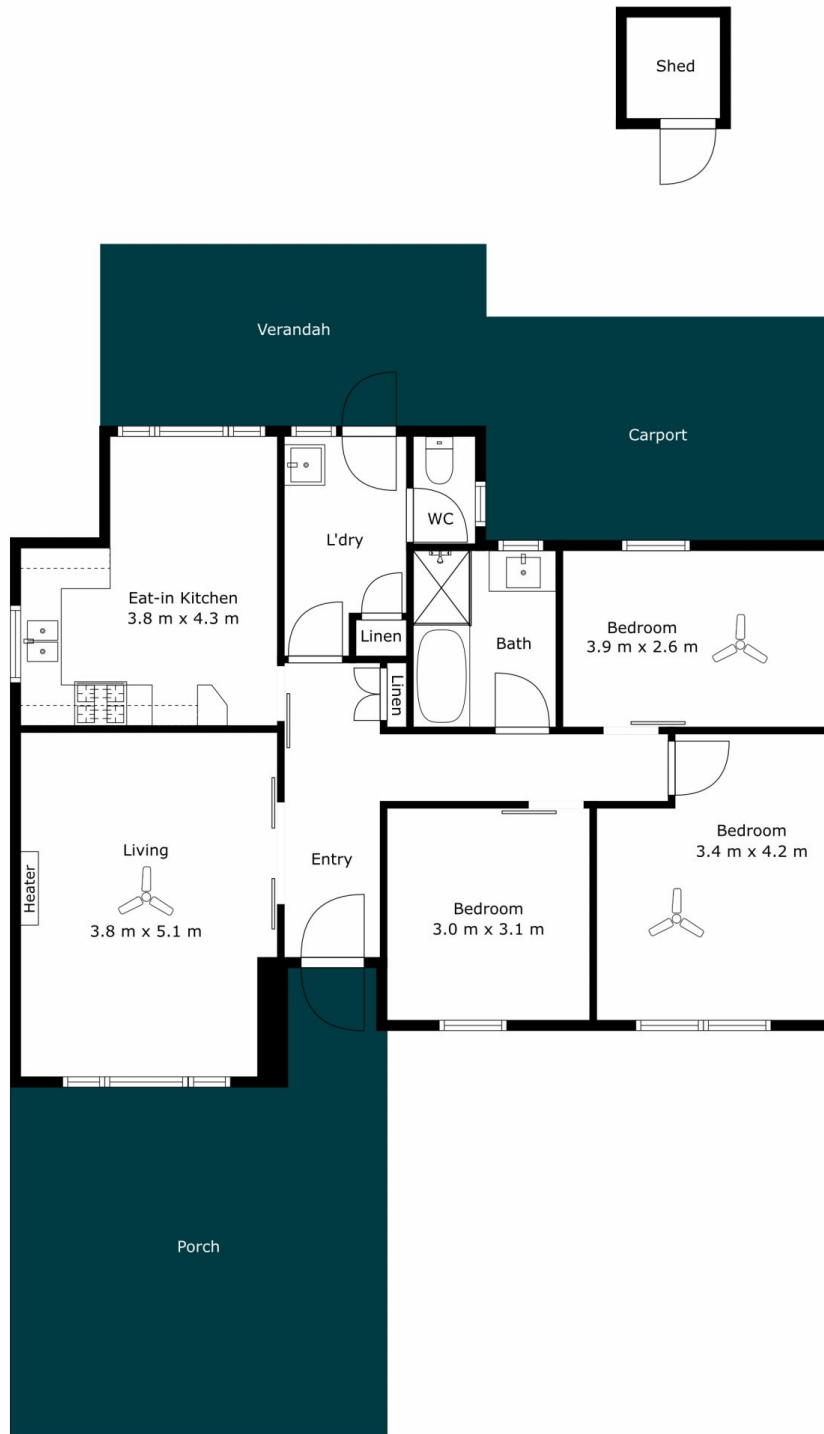 Shed
Verandah
Carport
WC
L'dry
Eat-in Kitchen
3.8 m x 4.3 m
Linen
Bath
Bedroom
3.9 m x 2.6 m
Linen
Living
3.8 m x 5.1 m
Heater
Entry
Bedroom
3.4 m x 4.2 m
Bedroom
3.0 m x 3.1 m
Porch